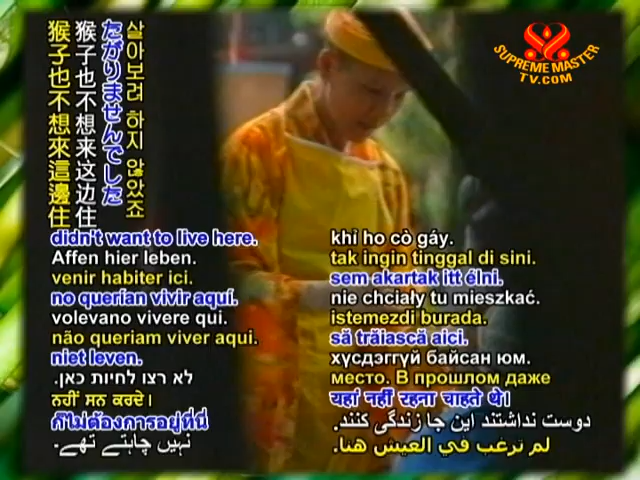 SUPREME MASTER
TV.COM
살아보려 하지 않았죠
たがりませんでした
猴子也不想来这边住
猴子也不想來這邊住
didn't want to live here.
Affen hier leben.
venir habiter ici.
no querían vivir aquí.
volevano vivere qui.
não queriam viver aqui.
niet leven.
לא רצו לחיות כאן.
ਨਹੀਂ ਸਨ ਕਰਦੇ।
ก็ไม่ต้องการอยู่ที่นี่
نہیں چاہتے تھے۔
khỉ ho cò gáy.
tak ingin tinggal di sini.
sem akartak itt élni.
nie chciały tu mieszkać.
istemezdi burada.
să trăiască aici.
хүсдэггүй байсан юм.
место. В прошлом даже
यहां नहीं रहना चाहते थे।
دوست نداشتند این جا زندگی کنند.
لم ترغب في العيش هنا.